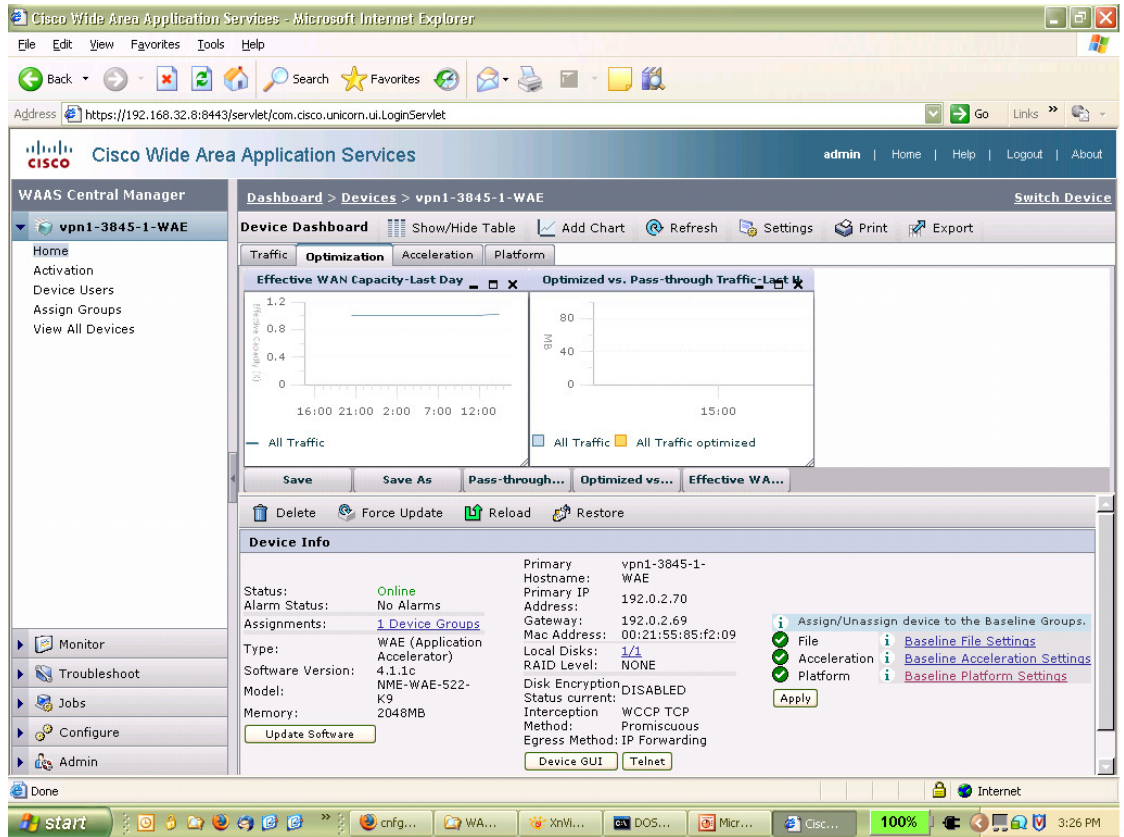 Cisco Wide Area Application Services - Microsoft Internet Explorer
File Edit View Favorites Tools Help
Back Search Favorites
Address https://192.168.32.8:8443/servlet/com.cisco.unicorn.ui.LoginServlet Go Links »
CISCO Cisco Wide Area Application Services admin | Home | Help | Logout | About
WAAS Central Manager
Dashboard > Devices > vpn1-3845-1-WAE Switch Device
vpn1-3845-1-WAE
Home
Activation
Device Users
Assign Groups
View All Devices
Device Dashboard Show/Hide Table Add Chart Refresh Settings Print Export
Traffic Optimization Acceleration Platform
Effective WAN Capacity-Last Day
Effective Capacity (X)
1.2
0.8
0.4
0
16:00 21:00 2:00 7:00 12:00
All Traffic
Optimized vs. Pass-through Traffic-Last
MB
80
40
0
15:00
All Traffic All Traffic optimized
Save Save As Pass-through... Optimized vs... Effective WA...
Delete Force Update Reload Restore
Device Info
Status: Online
Alarm Status: No Alarms
Assignments: 1 Device Groups
Type: WAE (Application
Accelerator)
Software Version: 4.1.1c
Model: NME-WAE-522-
K9
Memory: 2048MB
Update Software
Primary vpn1-3845-1-
Hostname: WAE
Primary IP
Address: 192.0.2.70
Gateway: 192.0.2.69
Mac Address: 00:21:55:85:f2:09
Local Disks: 1/1
RAID Level: NONE
Disk Encryption
Status current: DISABLED
Interception WCCP TCP
Method: Promiscuous
Egress Method: IP Forwarding
Device GUI Telnet
i Assign/Unassign device to the Baseline Groups.
File i Baseline File Settings
Acceleration i Baseline Acceleration Settings
Platform i Baseline Platform Settings
Apply
Monitor
Troubleshoot
Jobs
Configure
Admin
Done Internet
start » cnfg... WA... XnVi... DOS... Micr... Cisc... 100% 3:26 PM